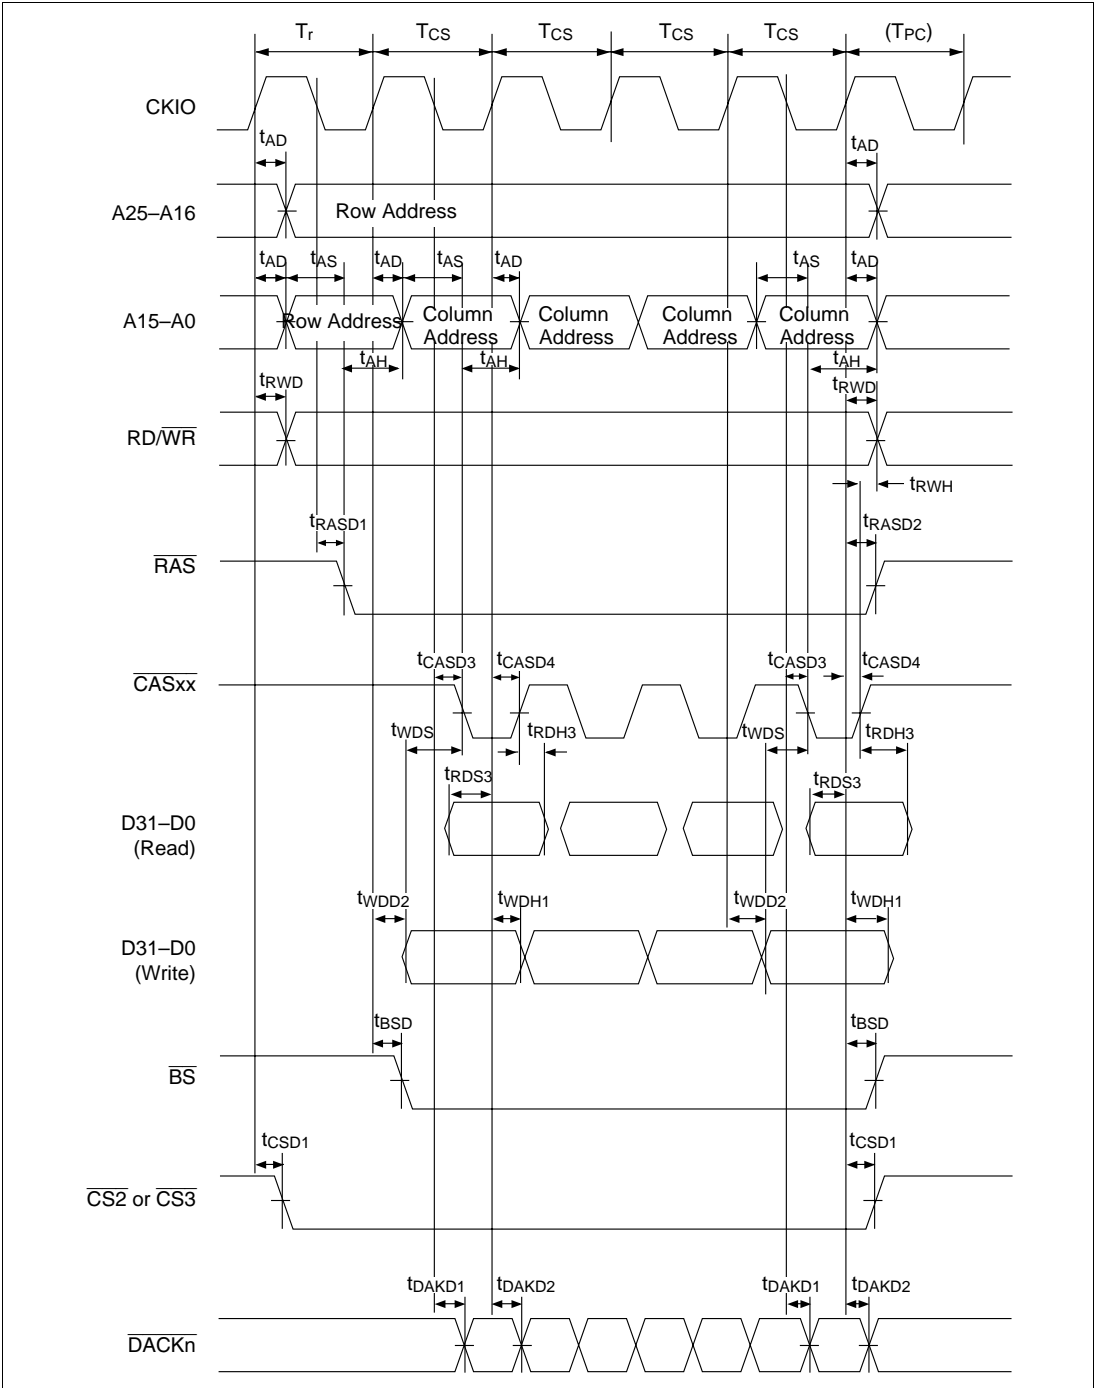 Tr TCS TCS TCS TCS (TPC)
CKIO
tAD tAD
A25–A16 Row Address
tAD tAS tAD tAS tAD tAS tAD
A15–A0 Row Address Column Address Column Address Column Address Column Address
tAH tAH tAH
tRWD tRWD
RD/WR
tRWH
tRASD1 tRASD2
RAS
tCASD3 tCASD4 tCASD3 tCASD4
CASxx
tWDS tRDH3 tWDS tRDH3
tRDS3 tRDS3
D31–D0
(Read)
tWDD2 tWDH1 tWDD2 tWDH1
D31–D0
(Write)
tBSD tBSD
BS
tCSD1 tCSD1
CS2 or CS3
tDAKD1 tDAKD2 tDAKD1 tDAKD2
DACKn